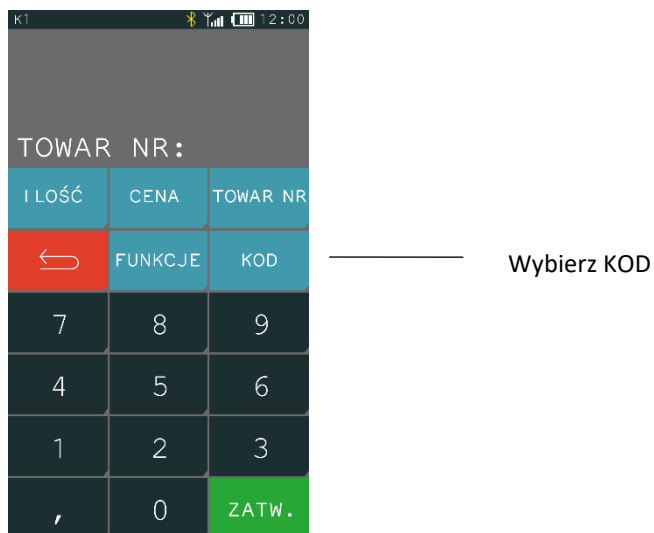 K1 12:00
TOWAR NR:
ILOŚĆ CENA TOWAR NR
FUNKCJE KOD Wybierz KOD
7 8 9
4 5 6
1 2 3
, 0 ZATW.